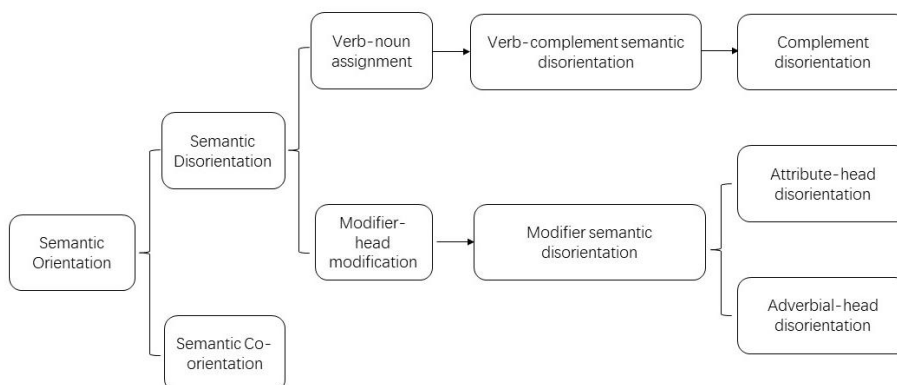 Verb-noun
assignment
Verb-complement semantic
disorientation
Complement
disorientation
Semantic
Disorientation
Attribute-head
disorientation
Semantic
Orientation
Modifier-
head
modification
Modifier semantic
disorientation
Adverbial-head
disorientation
Semantic Co-
orientation